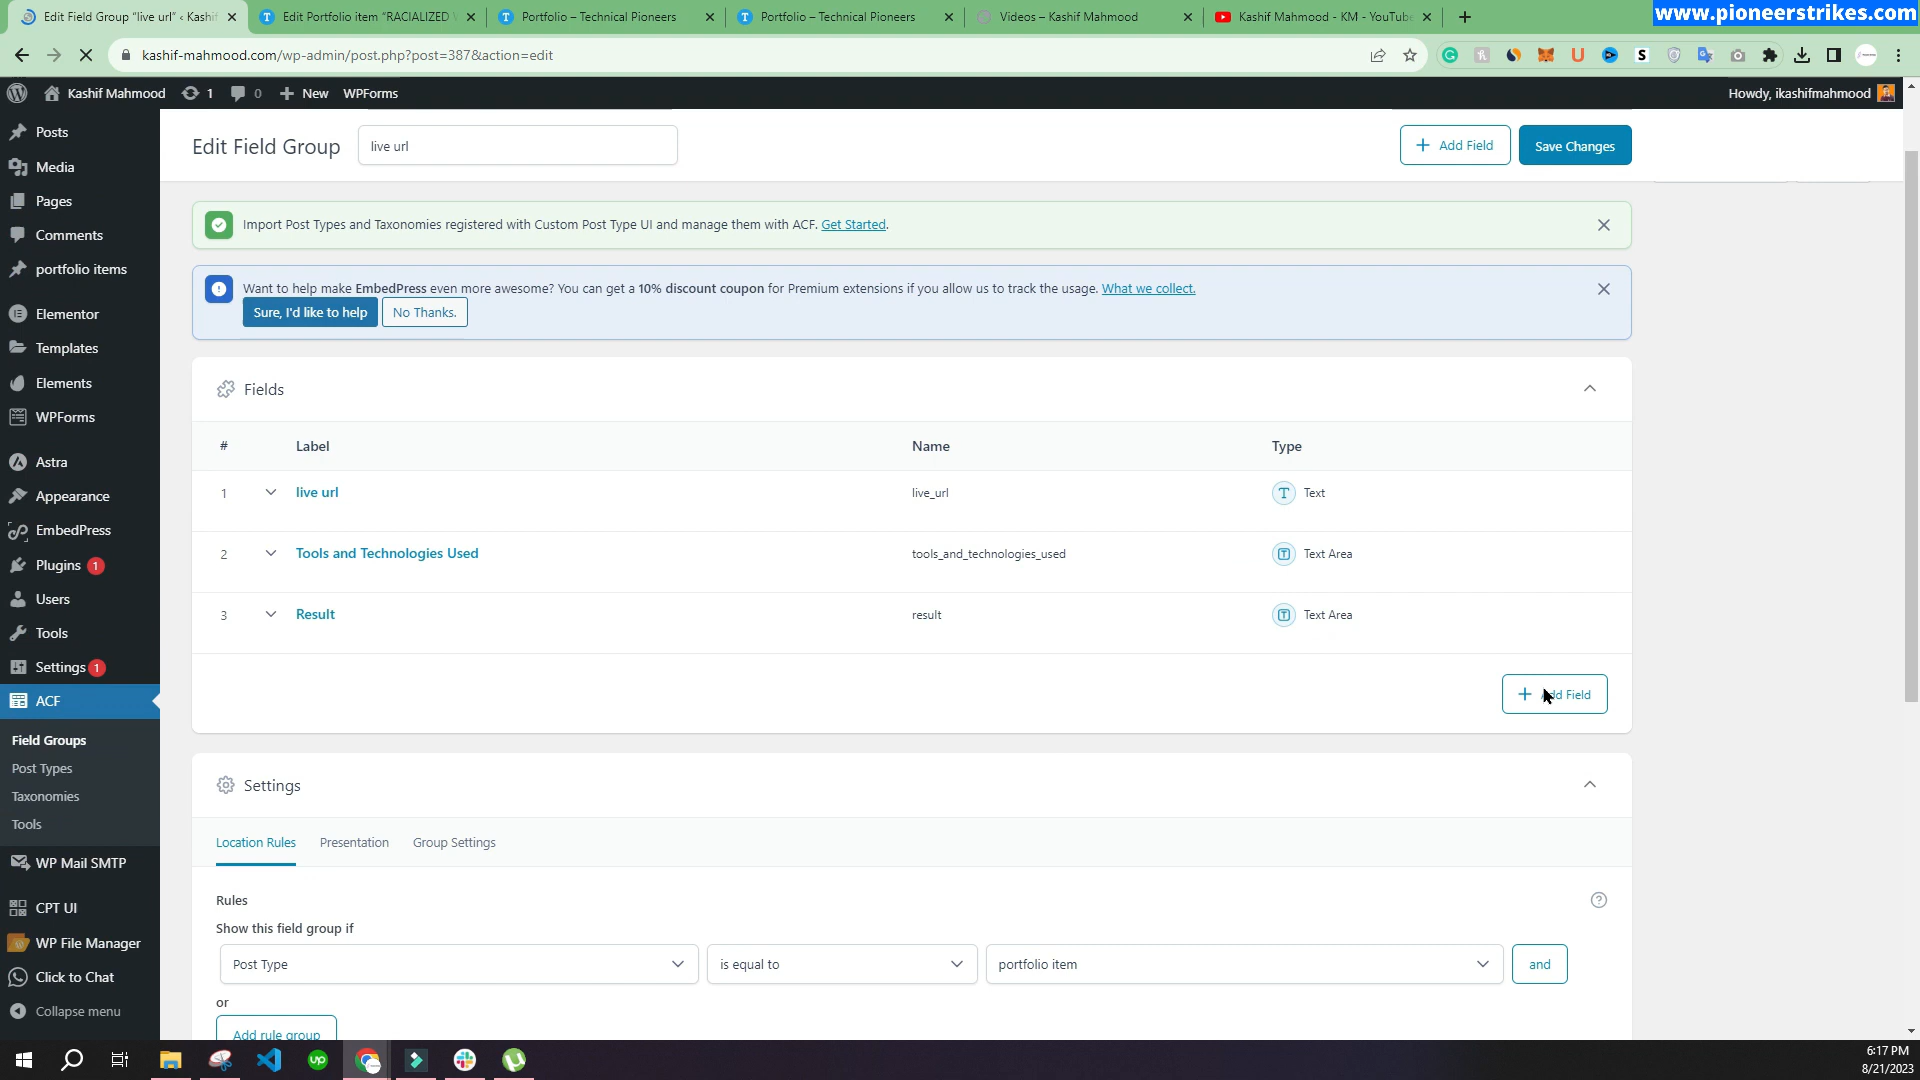 www.pioneerstrikes.com
Edit Field Group “live url” ‹ Kashif
Edit Portfolio item “RACIALIZED
Portfolio – Technical Pioneers
Portfolio – Technical Pioneers
Videos – Kashif Mahmood
Kashif Mahmood - KM - YouTube
kashif-mahmood.com/wp-admin/post.php?post=387&action=edit
Kashif Mahmood
1
0
New
WPForms
Howdy, ikashifmahmood
Posts
Media
Pages
Comments
portfolio items
Elementor
Templates
Elements
WPForms
Astra
Appearance
EmbedPress
Plugins 1
Users
Tools
Settings 1
ACF
Field Groups
Post Types
Taxonomies
Tools
WP Mail SMTP
CPT UI
WP File Manager
Click to Chat
Collapse menu
Edit Field Group
live url
Add Field
Save Changes
Import Post Types and Taxonomies registered with Custom Post Type UI and manage them with ACF. Get Started.
Want to help make EmbedPress even more awesome? You can get a 10% discount coupon for Premium extensions if you allow us to track the usage. What we collect.
Sure, I'd like to help
No Thanks.
Fields
# Label Name Type
1 live url live_url Text
2 Tools and Technologies Used tools_and_technologies_used Text Area
3 Result result Text Area
Add Field
Settings
Location Rules
Presentation
Group Settings
Rules
Show this field group if
Post Type
is equal to
portfolio item
and
or
Add rule group
6:17 PM
8/21/2023